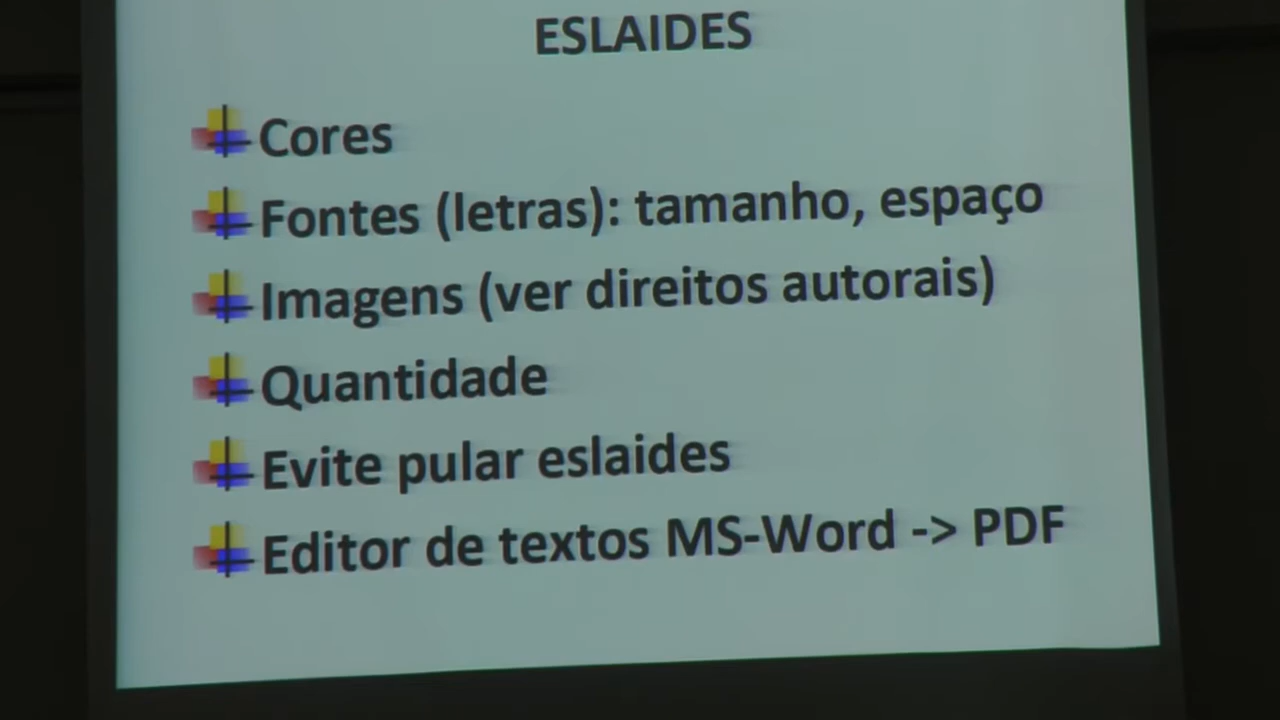 ESLAIDES
Cores
Fontes (letras): tamanho, espaço
Imagens (ver direitos autorais)
Quantidade
Evite pular eslaides
Editor de textos MS-Word -> PDF